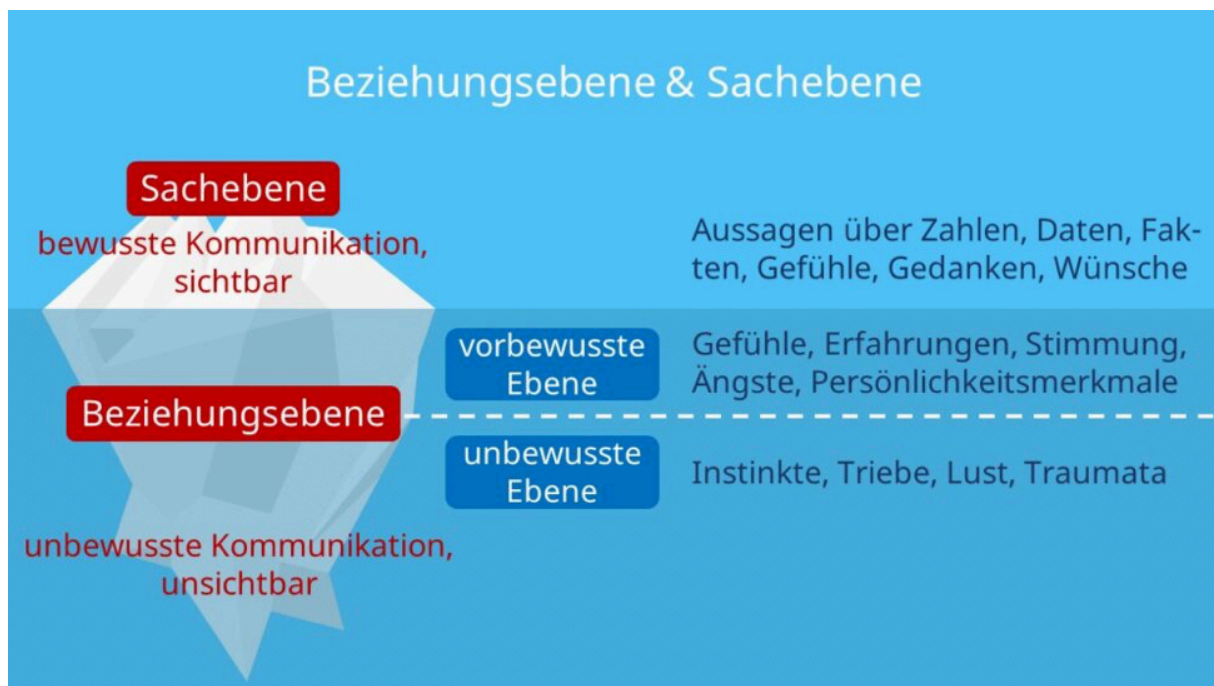 Beziehungsebene & Sachebene
Sachebene
bewusste Kommunikation,
sichtbar
Aussagen über Zahlen, Daten, Fak-
ten, Gefühle, Gedanken, Wünsche
vorbewusste
Ebene
Gefühle, Erfahrungen, Stimmung,
Ängste, Persönlichkeitsmerkmale
Beziehungsebene
unbewusste
Ebene
Instinkte, Triebe, Lust, Traumata
unbewusste Kommunikation,
unsichtbar